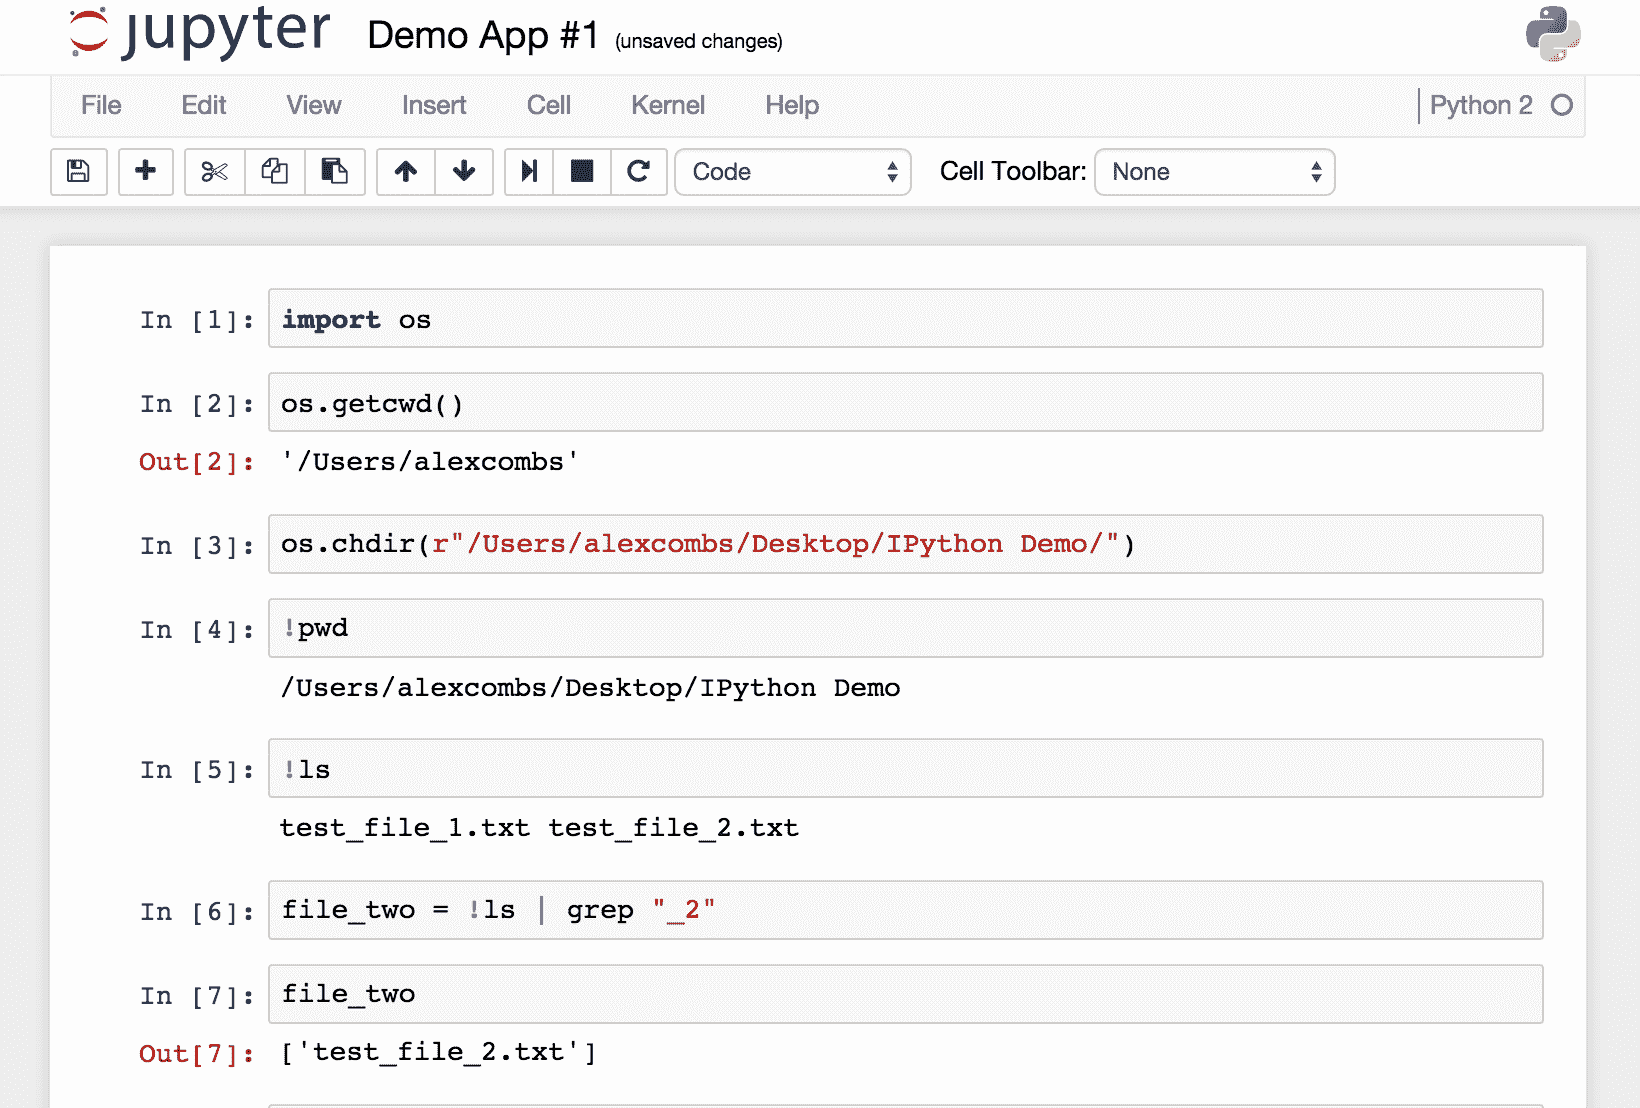 jupyter Demo App #1 (unsaved changes)
File Edit View Insert Cell Kernel Help Python 2
Code Cell Toolbar: None
In [1]: import os
In [2]: os.getcwd()
Out[2]: '/Users/alexcombs'
In [3]: os.chdir(r"/Users/alexcombs/Desktop/IPython Demo/")
In [4]: !pwd
/Users/alexcombs/Desktop/IPython Demo
In [5]: !ls
test_file_1.txt test_file_2.txt
In [6]: file_two = !ls | grep "_2"
In [7]: file_two
Out[7]: ['test_file_2.txt']